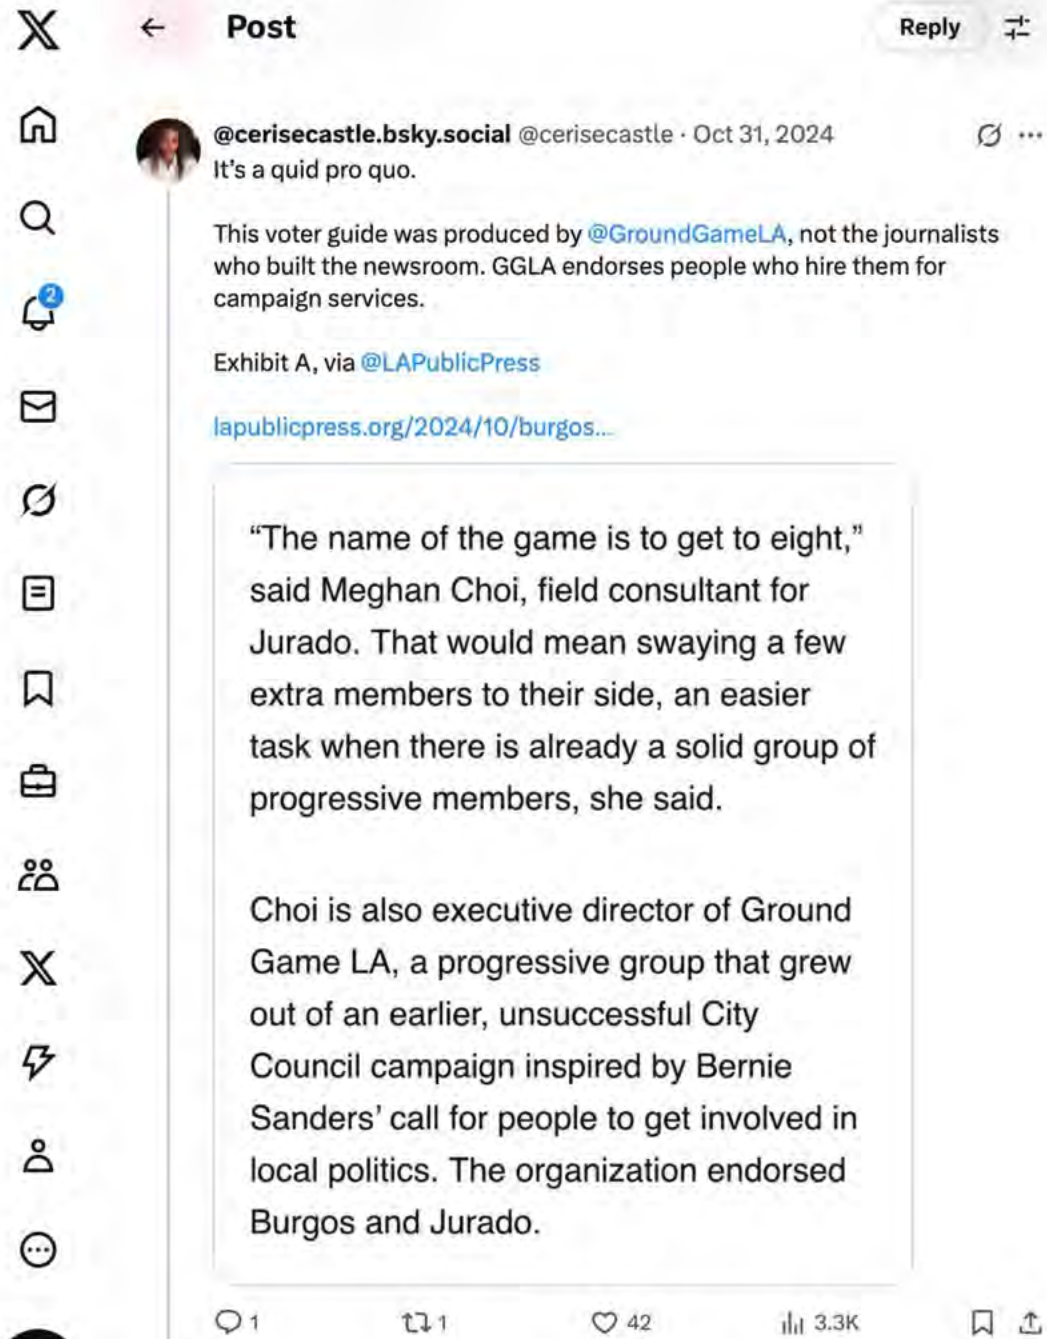 Post
Reply
@cerisecastle.bsky.social @cerisecastle · Oct 31, 2024
It's a quid pro quo.
This voter guide was produced by @GroundGameLA, not the journalists
who built the newsroom. GGLA endorses people who hire them for
campaign services.
2
Exhibit A, via @LAPublicPress
lapublicpress.org/2024/10/burgos...
“The name of the game is to get to eight,”
said Meghan Choi, field consultant for
Jurado. That would mean swaying a few
extra members to their side, an easier
task when there is already a solid group of
progressive members, she said.
Choi is also executive director of Ground
Game LA, a progressive group that grew
out of an earlier, unsuccessful City
Council campaign inspired by Bernie
Sanders’ call for people to get involved in
local politics. The organization endorsed
Burgos and Jurado.
1 1 42 3.3K